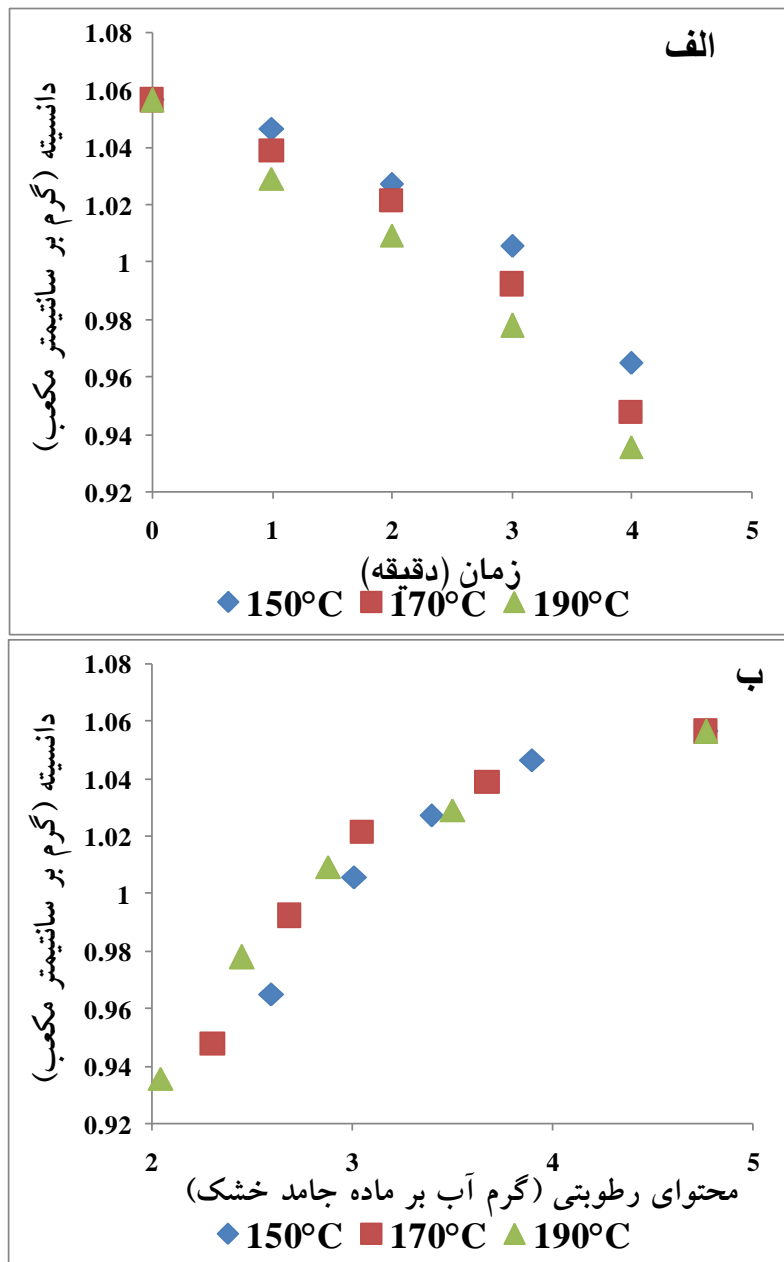 الف
1.08
1.06
1.04
1.02
1
0.98
0.96
0.94
0.92
دانسیته (گرم بر سانتیمتر مکعب)
0 1 2 3 4 5
زمان (دقیقه)
150°C 170°C 190°C
ب
1.08
1.06
1.04
1.02
1
0.98
0.96
0.94
0.92
دانسیته (گرم بر سانتیمتر مکعب)
2 3 4 5
محتوای رطوبتی (گرم آب بر ماده جامد خشک)
150°C 170°C 190°C